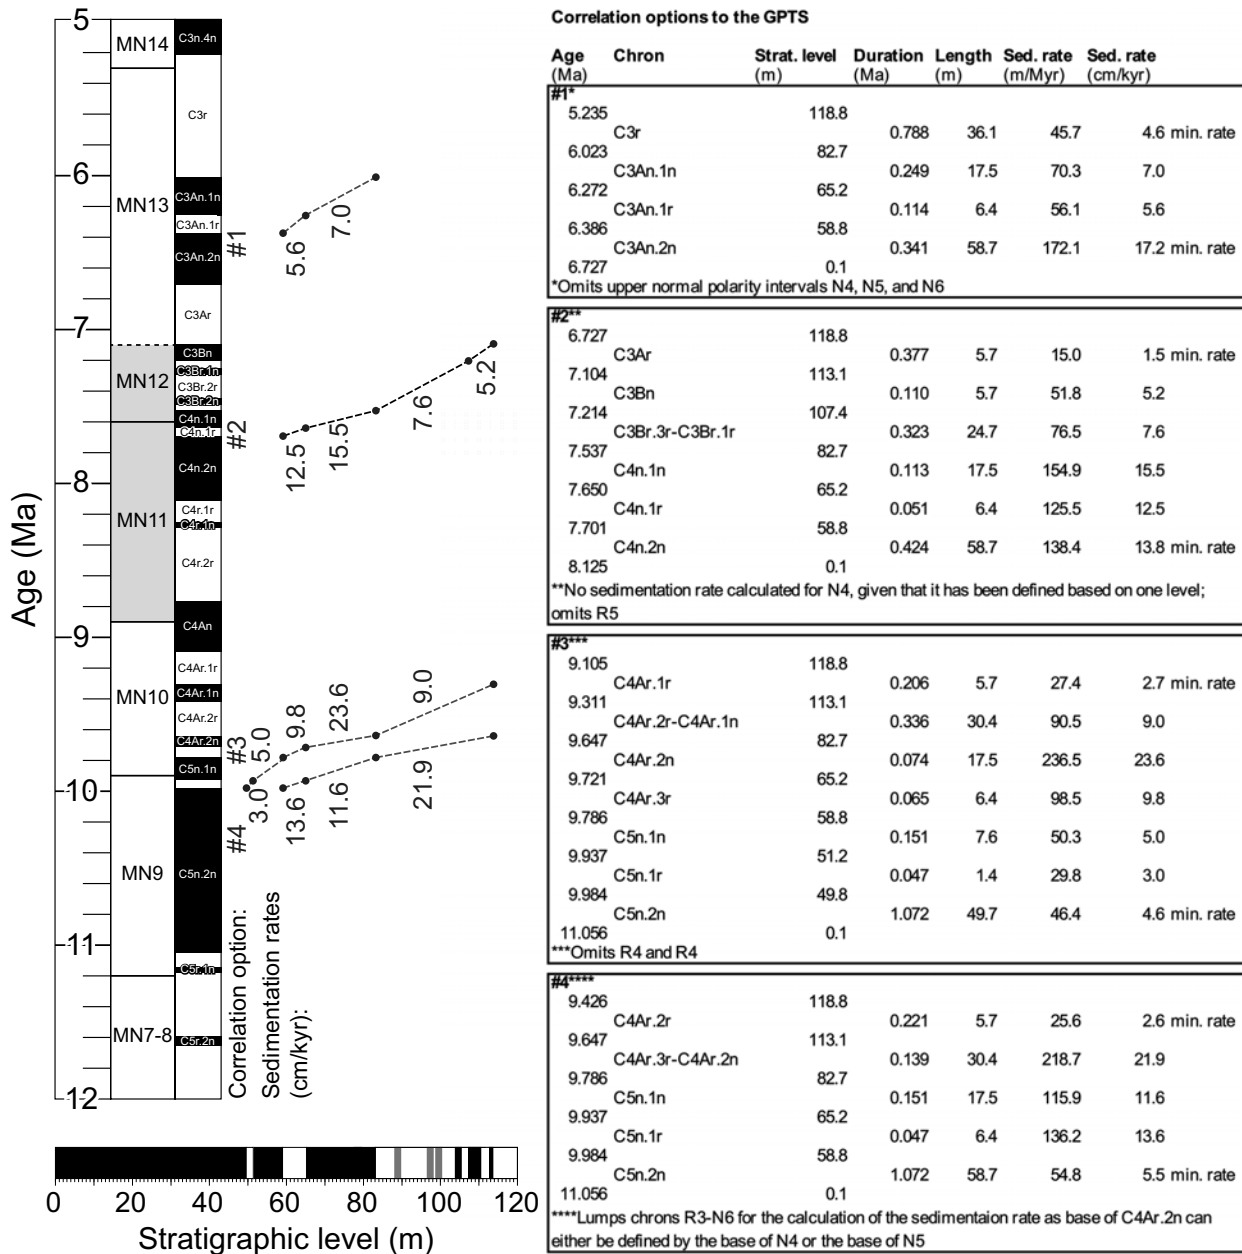 Age (Ma)
5
6
7
8
9
10
11
12
MN14
MN13
MN12
MN11
MN10
MN9
MN7-8
C3n.4n
C3r
C3An.1n
C3An.1r
C3An.2n
C3Ar
C3Bn
C3Br.1n
C3Br.2r
C3Br.2n
C4n.1n
C4n.1r
C4n.2n
C4r.1r
C4r.1n
C4r.2r
C4An
C4Ar.1r
C4Ar.1n
C4Ar.2r
C4Ar.2n
C5n.1n
C5n.2n
C5r.1n
C5r.2n
#1
5.6
7.0
#2
12.5
15.5
7.6
5.2
#3
5.0
9.8
23.6
9.0
#4
3.0
13.6
11.6
21.9
Correlation option:
Sedimentation rates
(cm/kyr):
0 20 40 60 80 100 120
Stratigraphic level (m)
Correlation options to the GPTS
Age Chron Strat. level Duration Length Sed. rate Sed. rate
(Ma) (m) (Ma) (m) (m/Myr) (cm/kyr)
#1*
5.235 118.8
C3r 0.788 36.1 45.7 4.6 min. rate
6.023 82.7
C3An.1n 0.249 17.5 70.3 7.0
6.272 65.2
C3An.1r 0.114 6.4 56.1 5.6
6.386 58.8
C3An.2n 0.341 58.7 172.1 17.2 min. rate
6.727 0.1
*Omits upper normal polarity intervals N4, N5, and N6
#2**
6.727 118.8
C3Ar 0.377 5.7 15.0 1.5 min. rate
7.104 113.1
C3Bn 0.110 5.7 51.8 5.2
7.214 107.4
C3Br.3r-C3Br.1r 0.323 24.7 76.5 7.6
7.537 82.7
C4n.1n 0.113 17.5 154.9 15.5
7.650 65.2
C4n.1r 0.051 6.4 125.5 12.5
7.701 58.8
C4n.2n 0.424 58.7 138.4 13.8 min. rate
8.125 0.1
**No sedimentation rate calculated for N4, given that it has been defined based on one level;
omits R5
#3***
9.105 118.8
C4Ar.1r 0.206 5.7 27.4 2.7 min. rate
9.311 113.1
C4Ar.2r-C4Ar.1n 0.336 30.4 90.5 9.0
9.647 82.7
C4Ar.2n 0.074 17.5 236.5 23.6
9.721 65.2
C4Ar.3r 0.065 6.4 98.5 9.8
9.786 58.8
C5n.1n 0.151 7.6 50.3 5.0
9.937 51.2
C5n.1r 0.047 1.4 29.8 3.0
9.984 49.8
C5n.2n 1.072 49.7 46.4 4.6 min. rate
11.056 0.1
***Omits R4 and R4
#4****
9.426 118.8
C4Ar.2r 0.221 5.7 25.6 2.6 min. rate
9.647 113.1
C4Ar.3r-C4Ar.2n 0.139 30.4 218.7 21.9
9.786 82.7
C5n.1n 0.151 17.5 115.9 11.6
9.937 65.2
C5n.1r 0.047 6.4 136.2 13.6
9.984 58.8
C5n.2n 1.072 58.7 54.8 5.5 min. rate
11.056 0.1
****Lumps chrons R3-N6 for the calculation of the sedimentaion rate as base of C4Ar.2n can
either be defined by the base of N4 or the base of N5